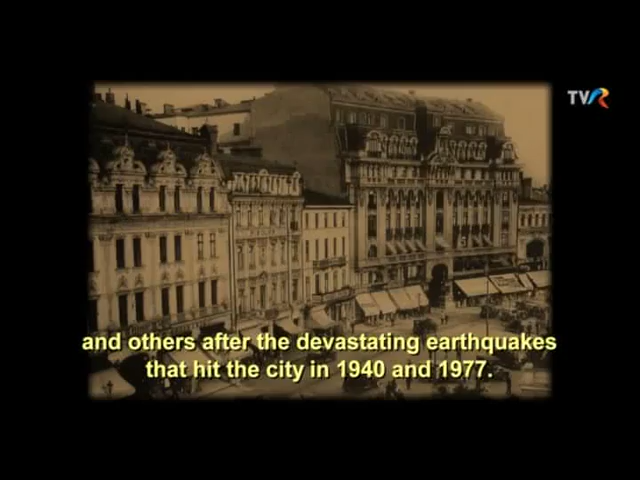 TVR
and others after the devastating earthquakes
that hit the city in 1940 and 1977.